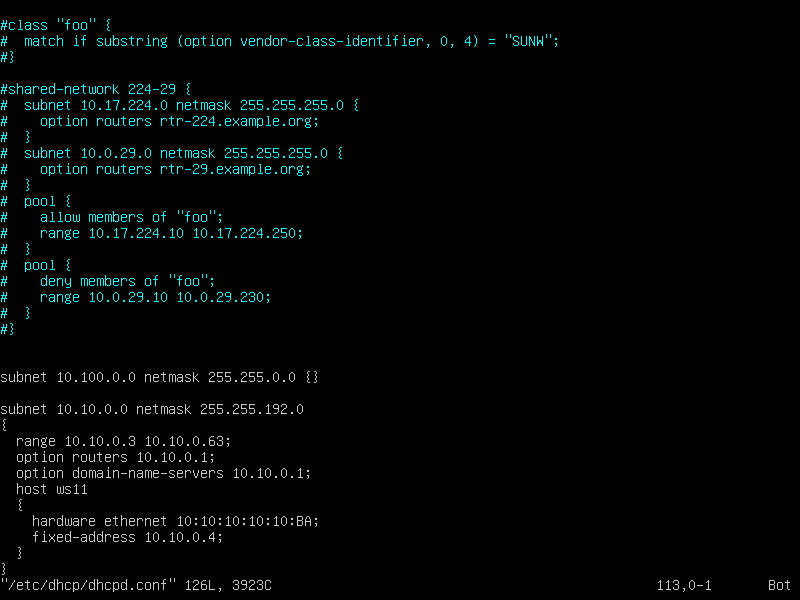 #class "foo" {
#  match if substring (option vendor-class-identifier, 0, 4) = "SUNW";
#}

#shared-network 224-29 {
#  subnet 10.17.224.0 netmask 255.255.255.0 {
#    option routers rtr-224.example.org;
#  }
#  subnet 10.0.29.0 netmask 255.255.255.0 {
#    option routers rtr-29.example.org;
#  }
#  pool {
#    allow members of "foo";
#    range 10.17.224.10 10.17.224.250;
#  }
#  pool {
#    deny members of "foo";
#    range 10.0.29.10 10.0.29.230;
#  }
#}

subnet 10.100.0.0 netmask 255.255.0.0 {}

subnet 10.10.0.0 netmask 255.255.192.0
{
  range 10.10.0.3 10.10.0.63;
  option routers 10.10.0.1;
  option domain-name-servers 10.10.0.1;
  host ws11
  {
    hardware ethernet 10:10:10:10:10:BA;
    fixed-address 10.10.0.4;
  }
}
"/etc/dhcp/dhcpd.conf" 126L, 3923C                113,0-1       Bot